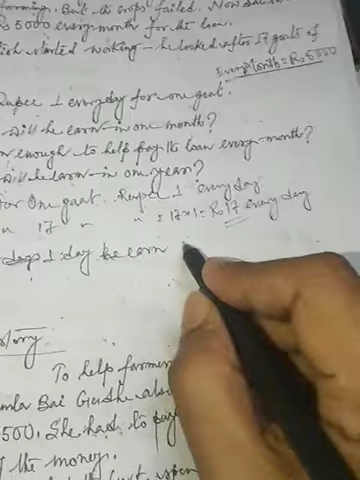 farming. But the crops failed. Now
Rs 5000 every month for the loan.
started working - he looked after 17 goats of
Every Month = Rs 5000
Rupee 1 everyday for one goat.
Will he earn in one month?
enough to help pay the loan every month?
Will he earn in one year?
For One goat Rupee 1 everyday
" 17 " " = 17 x 1 = Rs 17 every day
1 day he earn
story
To help farmers
Bai Gudhe also
500. She had to pay
the money.